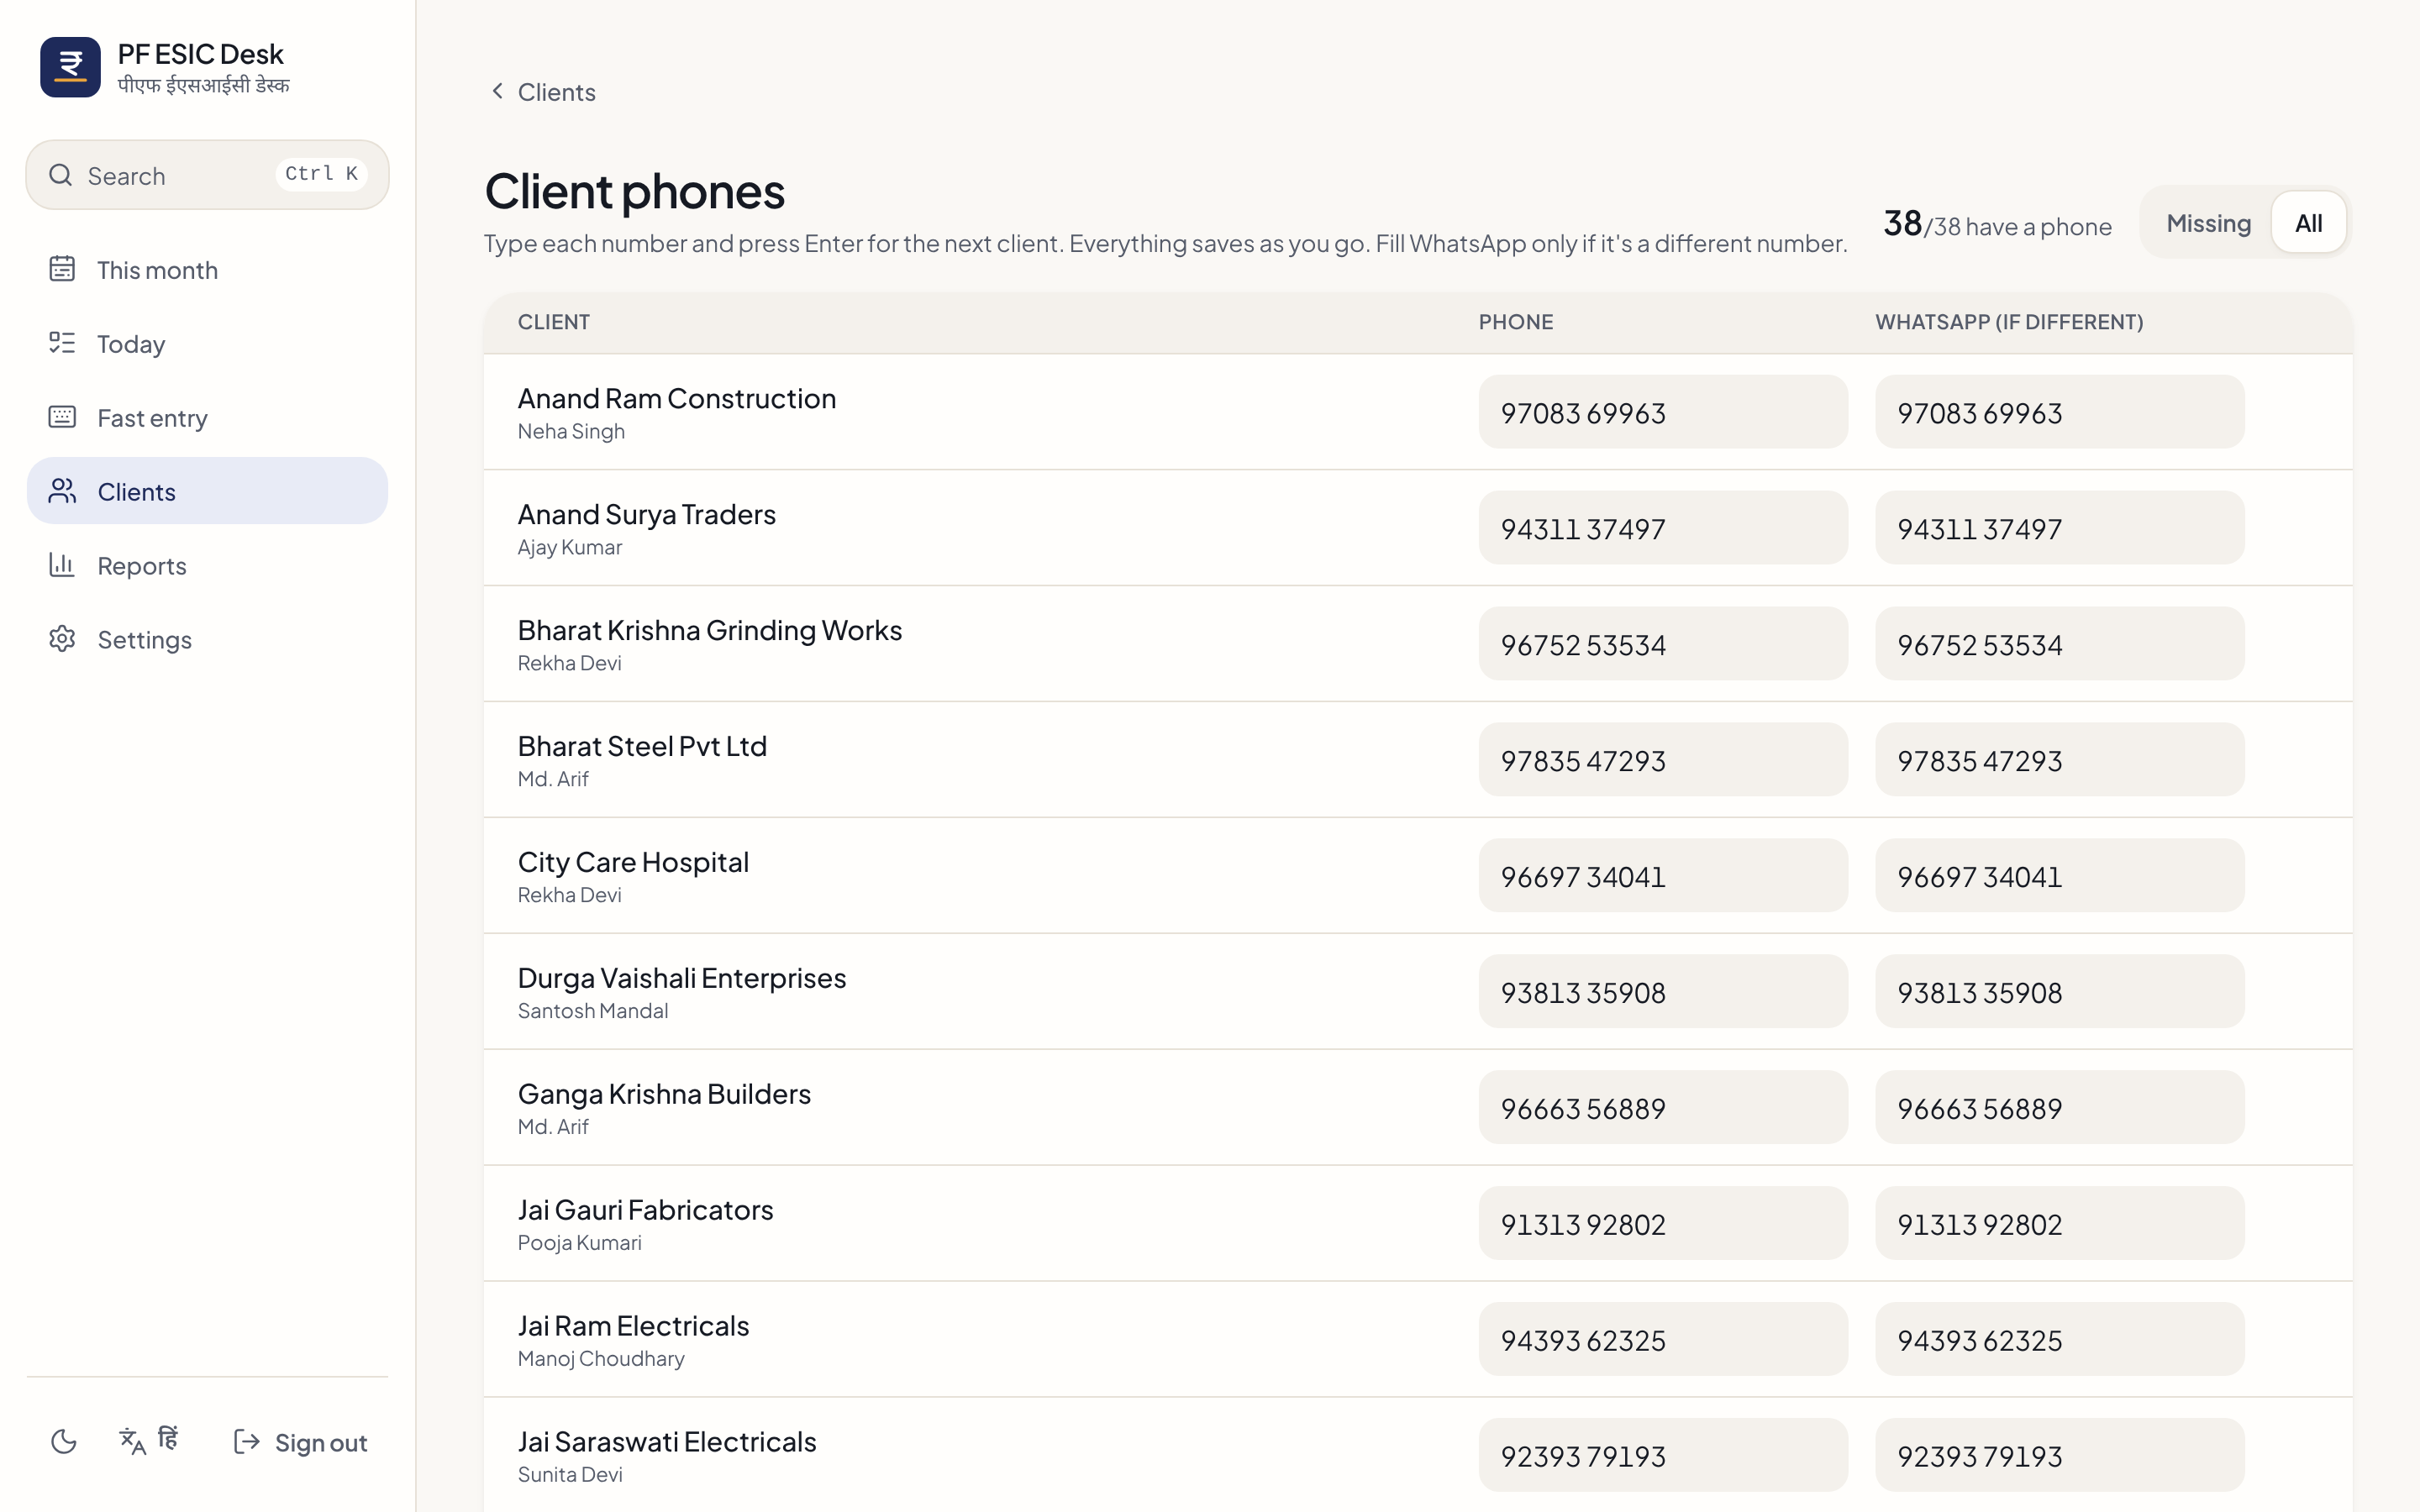 PF ESIC Desk
पीएफ ईएसआईसी डेस्क
Search Ctrl K
This month
Today
Fast entry
Clients
Reports
Settings
हिं
Sign out
Clients
Client phones
Type each number and press Enter for the next client. Everything saves as you go. Fill WhatsApp only if it's a different number.
38/38 have a phone
Missing All
CLIENT PHONE WHATSAPP (IF DIFFERENT)
Anand Ram Construction
Neha Singh
97083 69963 97083 69963
Anand Surya Traders
Ajay Kumar
94311 37497 94311 37497
Bharat Krishna Grinding Works
Rekha Devi
96752 53534 96752 53534
Bharat Steel Pvt Ltd
Md. Arif
97835 47293 97835 47293
City Care Hospital
Rekha Devi
96697 34041 96697 34041
Durga Vaishali Enterprises
Santosh Mandal
93813 35908 93813 35908
Ganga Krishna Builders
Md. Arif
96663 56889 96663 56889
Jai Gauri Fabricators
Pooja Kumari
91313 92802 91313 92802
Jai Ram Electricals
Manoj Choudhary
94393 62325 94393 62325
Jai Saraswati Electricals
Sunita Devi
92393 79193 92393 79193